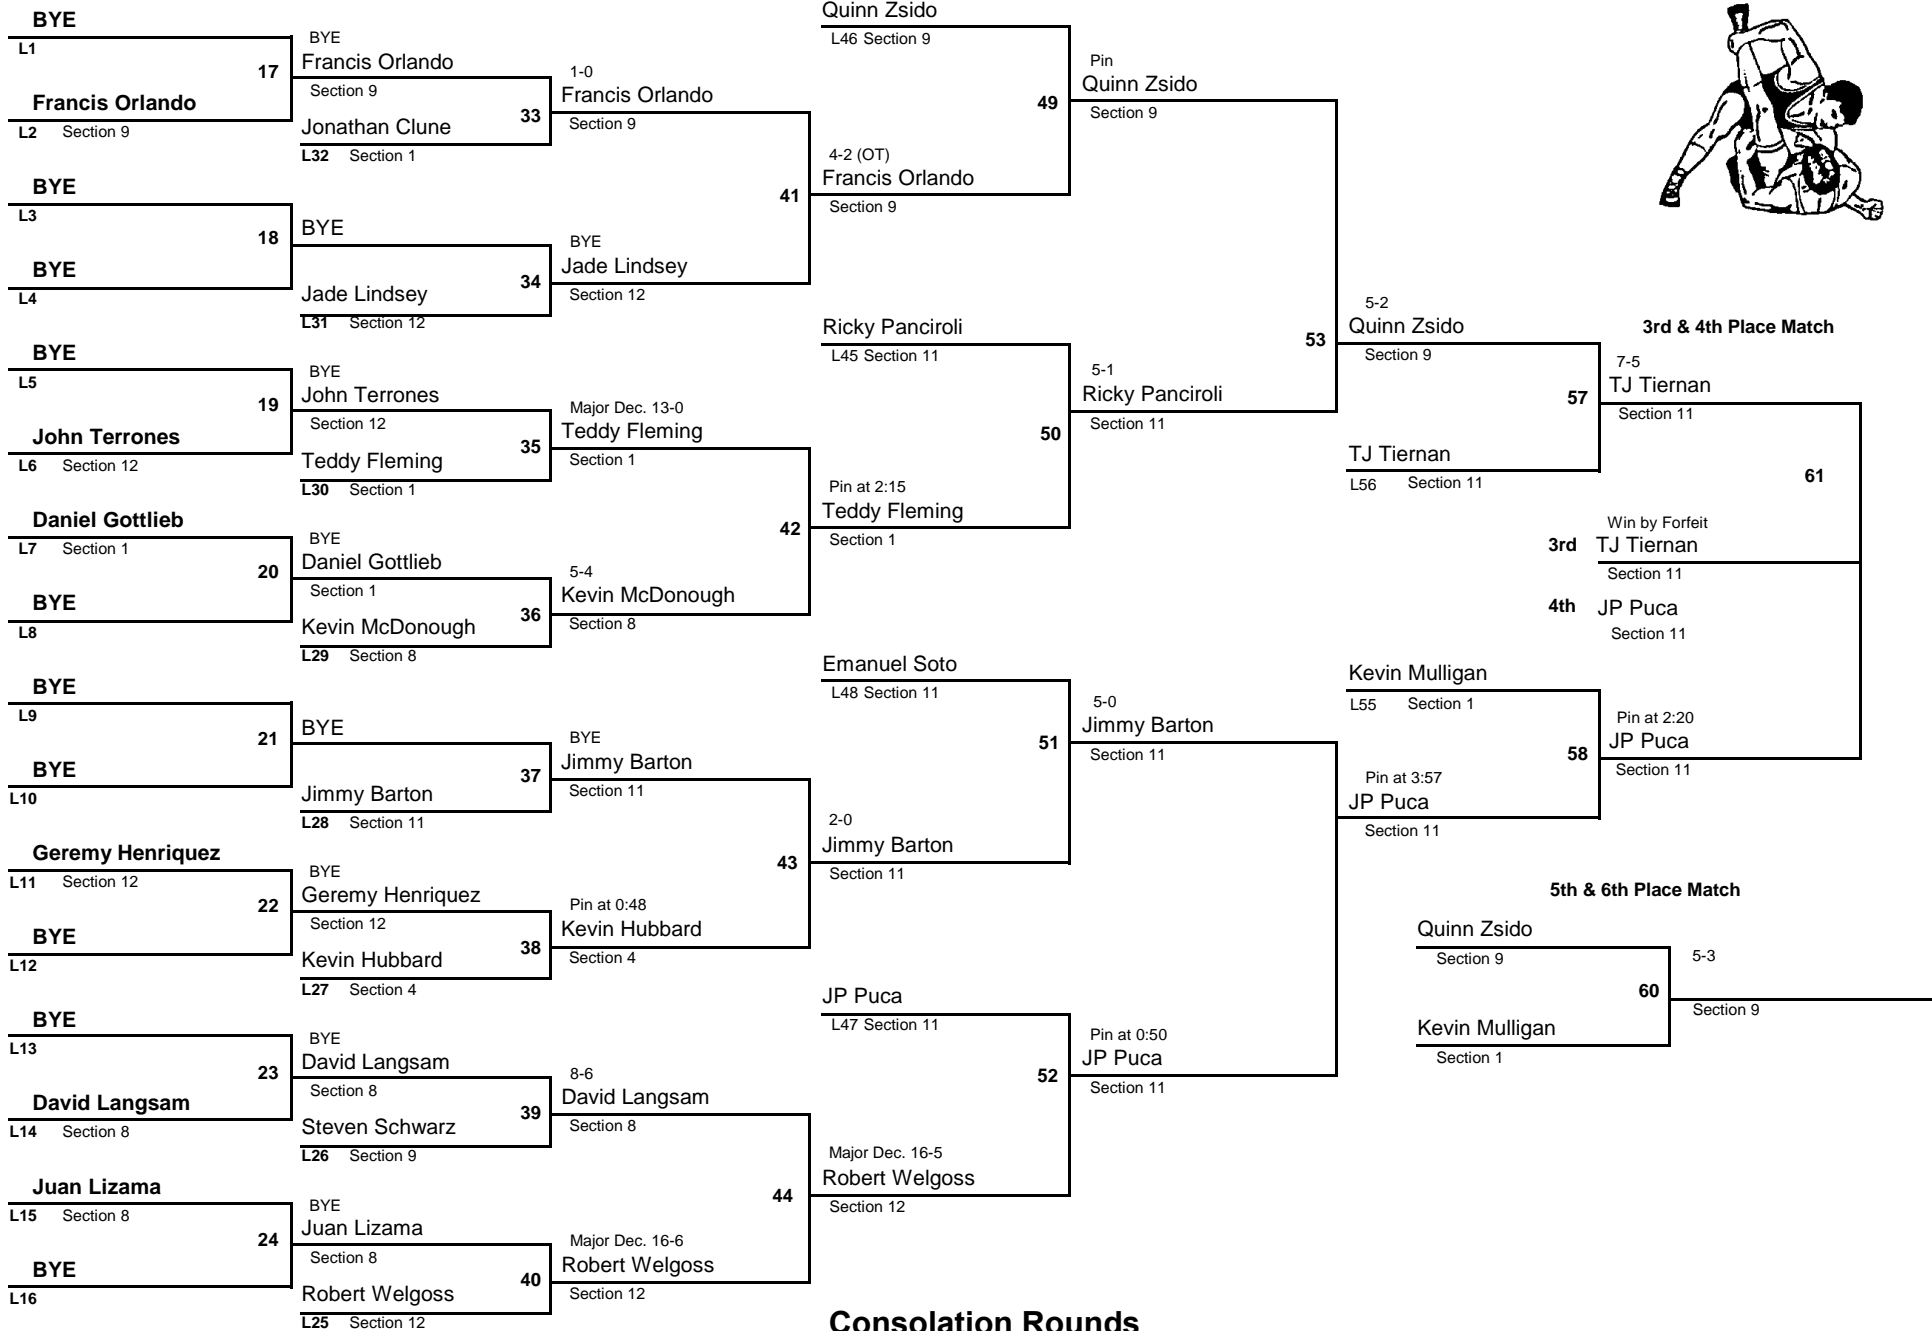 BYE
L1
17
Francis Orlando
L2 Section 9
BYE
L3
18
BYE
L4
BYE
L5
19
John Terrones
L6 Section 12
Daniel Gottlieb
L7 Section 1
20
BYE
L8
BYE
L9
21
BYE
L10
Geremy Henriquez
L11 Section 12
22
BYE
L12
BYE
L13
23
David Langsam
L14 Section 8
Juan Lizama
L15 Section 8
24
BYE
L16
BYE
Francis Orlando
Section 9
33
Jonathan Clune
L32 Section 1
BYE
34
Jade Lindsey
L31 Section 12
BYE
John Terrones
Section 12
35
Teddy Fleming
L30 Section 1
BYE
Daniel Gottlieb
Section 1
36
Kevin McDonough
L29 Section 8
BYE
37
Jimmy Barton
L28 Section 11
BYE
Geremy Henriquez
Section 12
38
Kevin Hubbard
L27 Section 4
BYE
David Langsam
Section 8
39
Steven Schwarz
L26 Section 9
BYE
Juan Lizama
Section 8
40
Robert Welgoss
L25 Section 12
1-0
Francis Orlando
Section 9
41
BYE
Jade Lindsey
Section 12
Major Dec. 13-0
Teddy Fleming
Section 1
42
5-4
Kevin McDonough
Section 8
BYE
Jimmy Barton
Section 11
43
Pin at 0:48
Kevin Hubbard
Section 4
8-6
David Langsam
Section 8
44
Major Dec. 16-6
Robert Welgoss
Section 12
Quinn Zsido
L46 Section 9
49
4-2 (OT)
Francis Orlando
Section 9
Ricky Panciroli
L45 Section 11
50
Pin at 2:15
Teddy Fleming
Section 1
Emanuel Soto
L48 Section 11
51
2-0
Jimmy Barton
Section 11
JP Puca
L47 Section 11
52
Major Dec. 16-5
Robert Welgoss
Section 12
Pin
Quinn Zsido
Section 9
53
5-1
Ricky Panciroli
Section 11
5-0
Jimmy Barton
Section 11
Pin at 0:50
JP Puca
Section 11
5-2
Quinn Zsido
Section 9
57
TJ Tiernan
L56 Section 11
Kevin Mulligan
L55 Section 1
58
Pin at 3:57
JP Puca
Section 11
3rd & 4th Place Match
7-5
TJ Tiernan
Section 11
61
Win by Forfeit
3rd TJ Tiernan
Section 11
4th JP Puca
Section 11
Pin at 2:20
JP Puca
Section 11
5th & 6th Place Match
Quinn Zsido
Section 9
5-3
60
Section 9
Kevin Mulligan
Section 1
Consolation Rounds